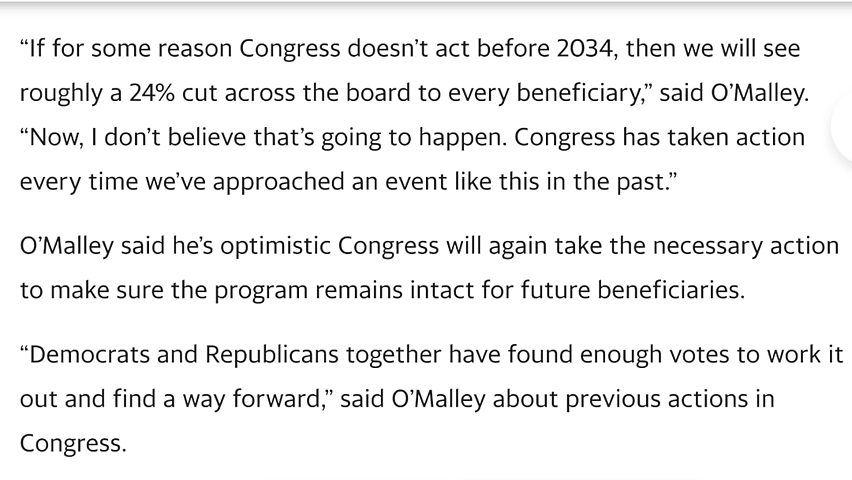 “If for some reason Congress doesn’t act before 2034, then we will see
roughly a 24% cut across the board to every beneficiary,” said O’Malley.
“Now, I don’t believe that’s going to happen. Congress has taken action
every time we’ve approached an event like this in the past.”
O’Malley said he’s optimistic Congress will again take the necessary action
to make sure the program remains intact for future beneficiaries.
“Democrats and Republicans together have found enough votes to work it
out and find a way forward,” said O’Malley about previous actions in
Congress.